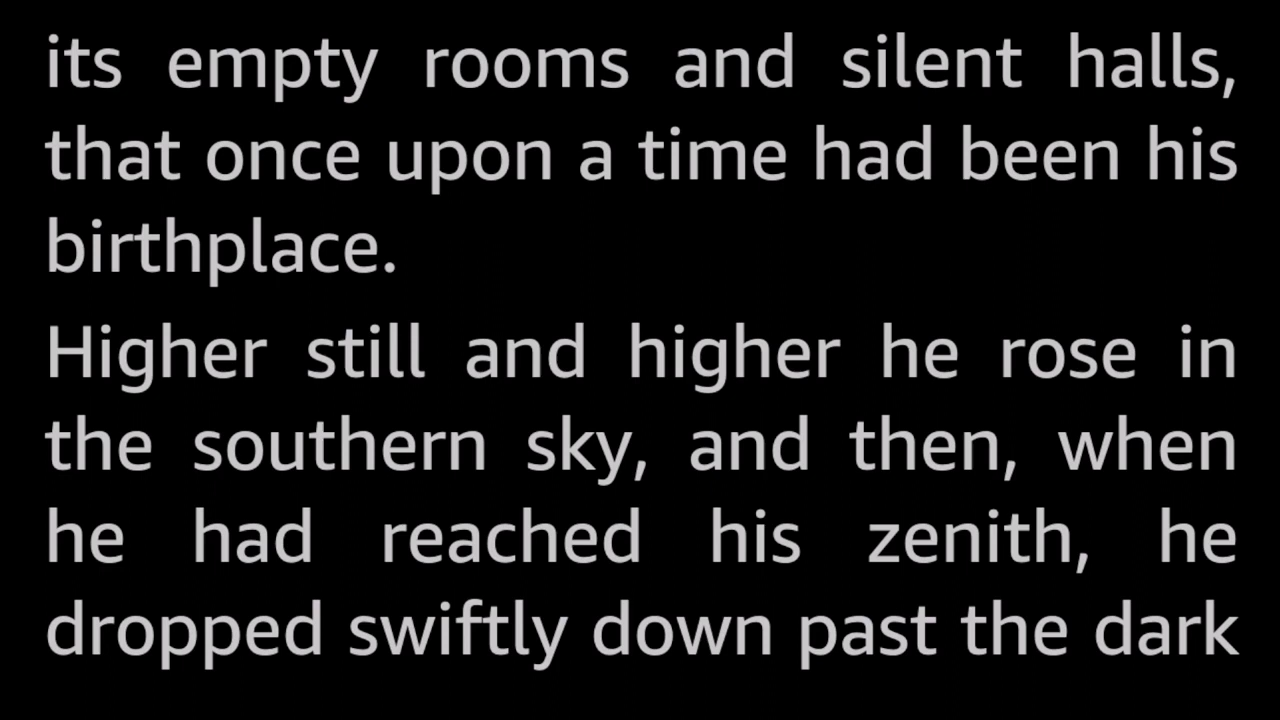 its empty rooms and silent halls,
that once upon a time had been his
birthplace.
Higher still and higher he rose in
the southern sky, and then, when
he had reached his zenith, he
dropped swiftly down past the dark